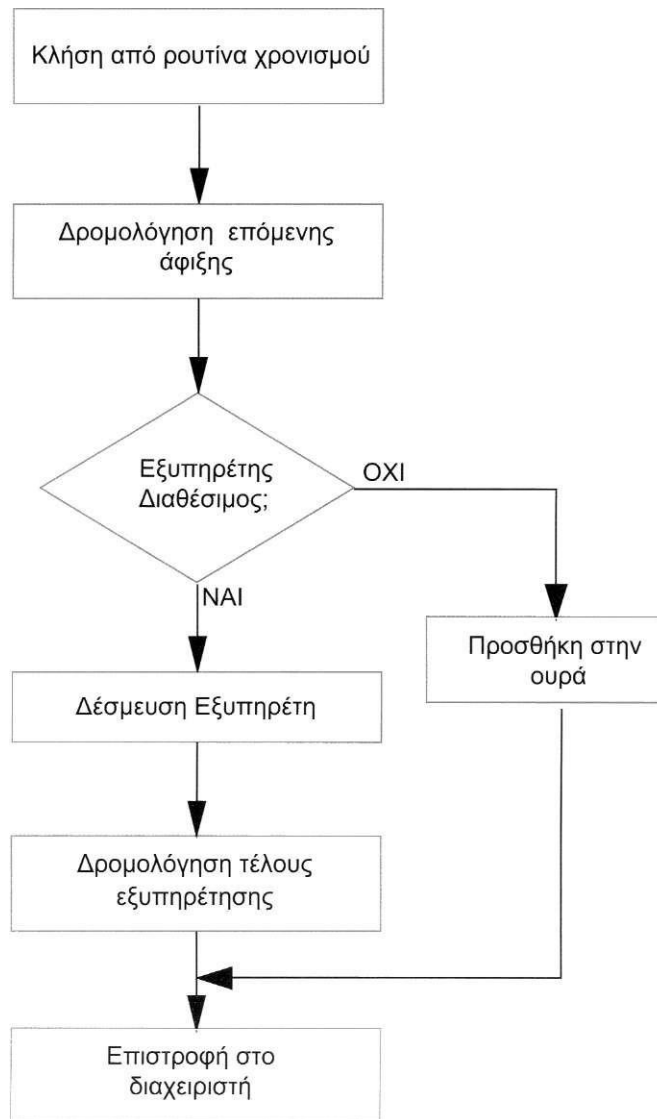 Κλήση από ρουτίνα χρονισμού
Δρομολόγηση επόμενης
άφιξης
Εξυπηρέτης
Διαθέσιμος;
ΟΧΙ
ΝΑΙ
Προσθήκη στην
ουρά
Δέσμευση Εξυπηρέτη
Δρομολόγηση τέλους
εξυπηρέτησης
Επιστροφή στο
διαχειριστή